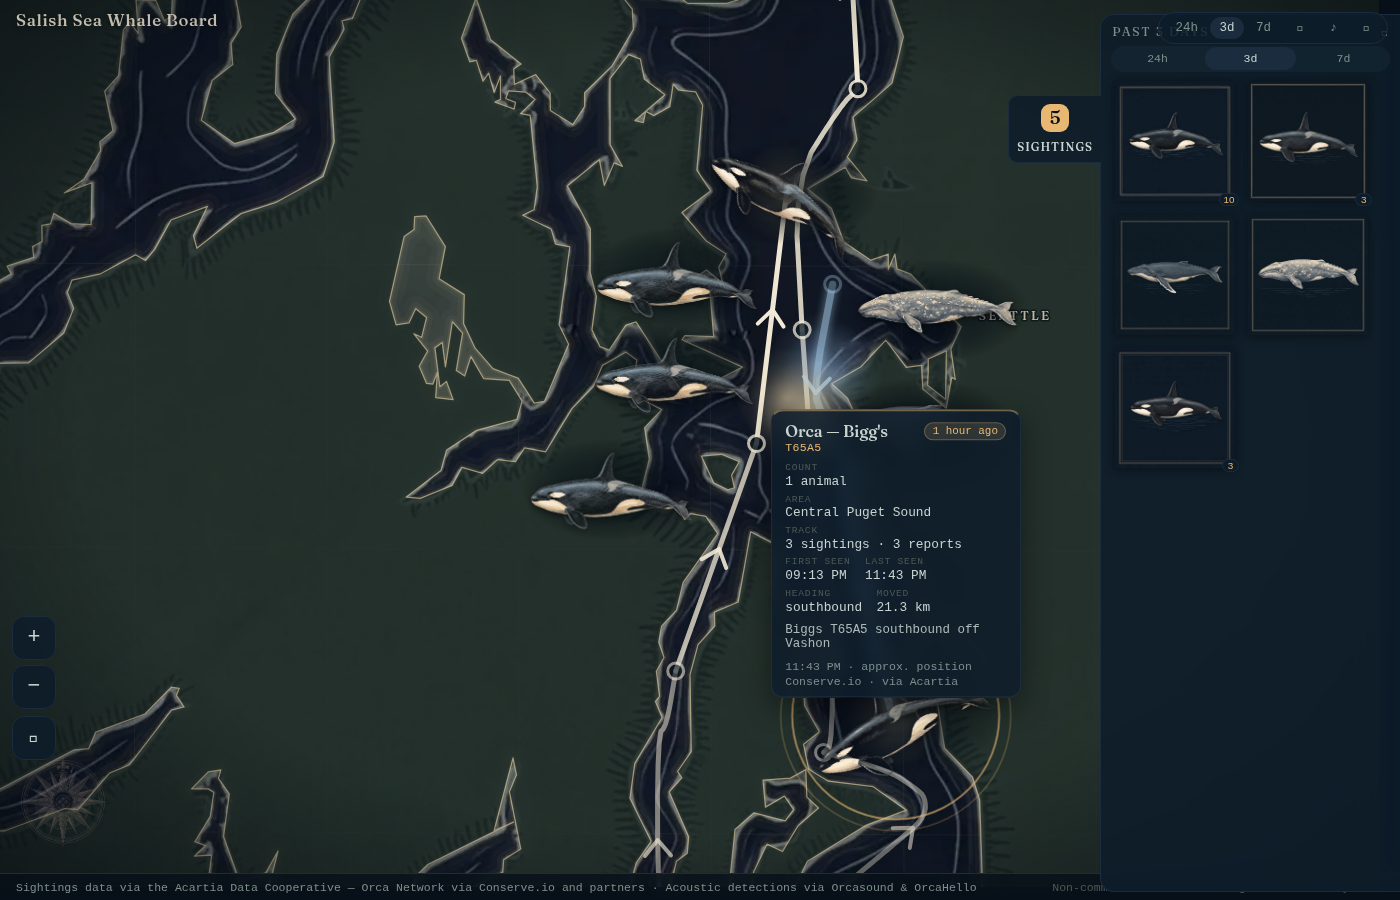 Salish Sea Whale Board
24h 3d 7d
PAST 3 DAYS
24h 3d 7d
5
SIGHTINGS
10
3
3
SEATTLE
Orca — Bigg's
1 hour ago
T65A5
COUNT
1 animal
AREA
Central Puget Sound
TRACK
3 sightings · 3 reports
FIRST SEEN LAST SEEN
09:13 PM 11:43 PM
HEADING MOVED
southbound 21.3 km
Biggs T65A5 southbound off
Vashon
11:43 PM · approx. position
Conserve.io · via Acartia
+
−
Sightings data via the Acartia Data Cooperative — Orca Network via Conserve.io and partners · Acoustic detections via Orcasound & OrcaHello